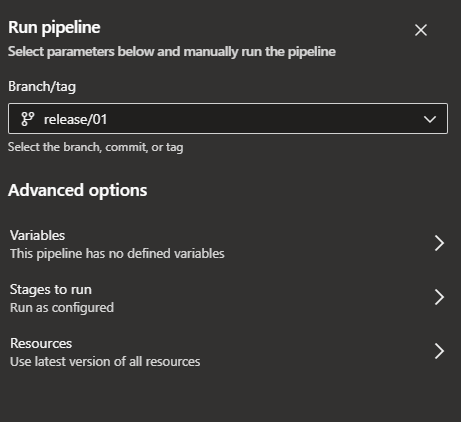 Run pipeline
Select parameters below and manually run the pipeline
Branch/tag
release/01
Select the branch, commit, or tag
Advanced options
Variables
This pipeline has no defined variables
Stages to run
Run as configured
Resources
Use latest version of all resources